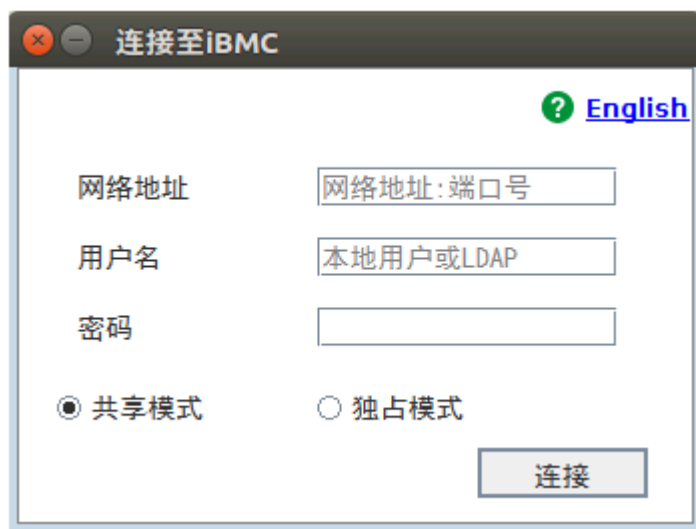 连接至iBMC
English
网络地址 网络地址:端口号
用户名 本地用户或LDAP
密码
共享模式 独占模式
连接